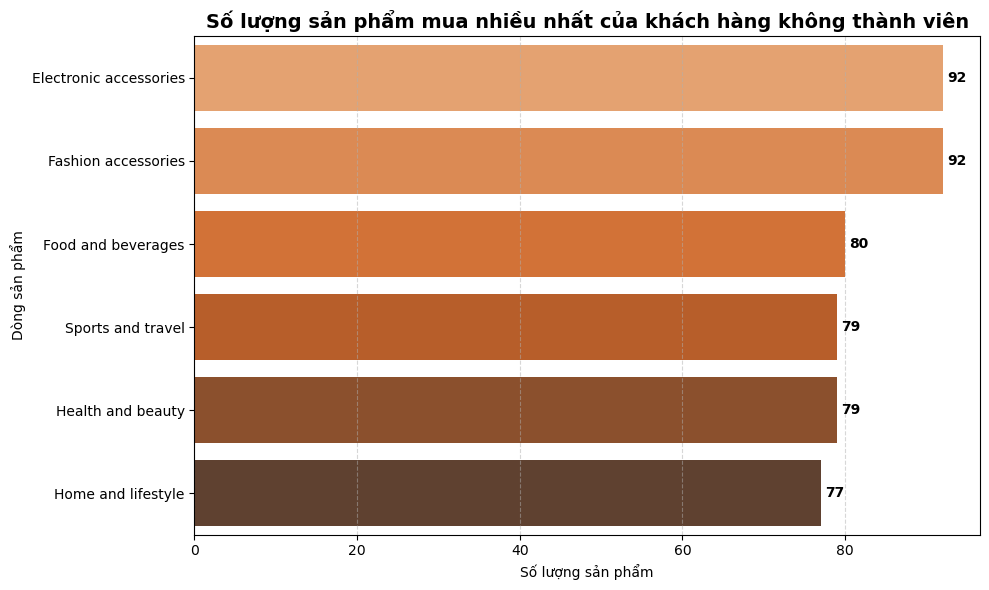 Số lượng sản phẩm mua nhiều nhất của khách hàng không thành viên
Dòng sản phẩm
Electronic accessories
92
Fashion accessories
92
Food and beverages
80
Sports and travel
79
Health and beauty
79
Home and lifestyle
77
0
20
40
60
80
Số lượng sản phẩm